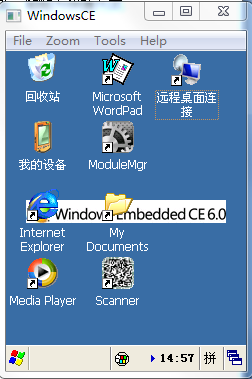 WindowsCE
File Zoom Tools Help
回收站
Microsoft WordPad
远程桌面连接
我的设备
ModuleMgr
Windows Embedded CE 6.0
Internet Explorer
My Documents
Media Player
Scanner
14:57 拼